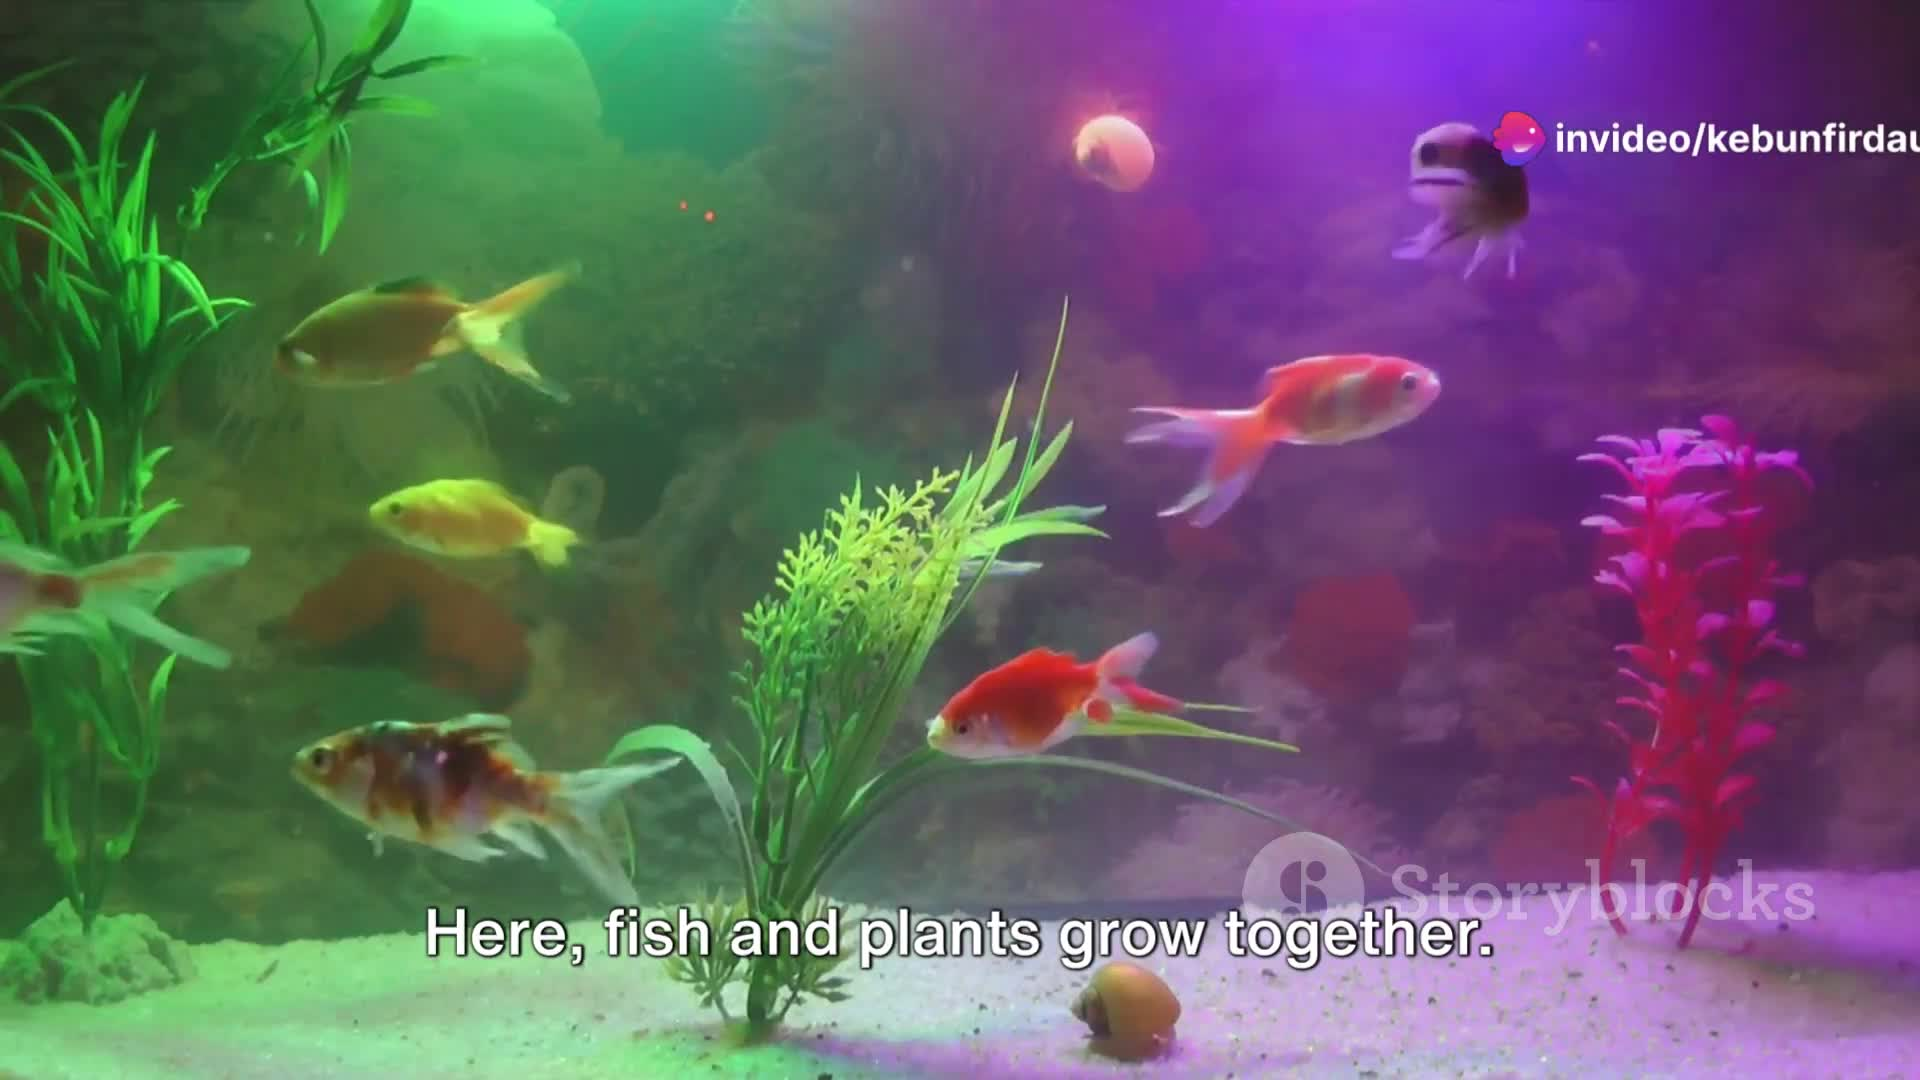 invideo/kebunfirdau
Storyblocks
Here, fish and plants grow together.